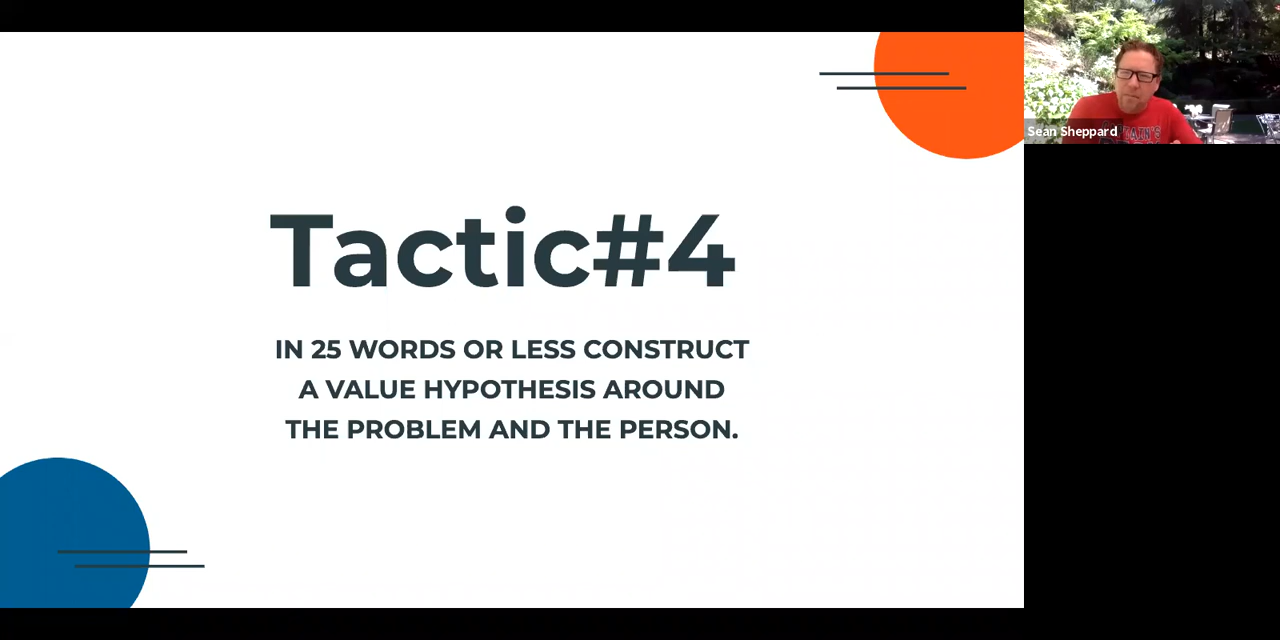 Tactic#4
IN 25 WORDS OR LESS CONSTRUCT
A VALUE HYPOTHESIS AROUND
THE PROBLEM AND THE PERSON.
Sean Sheppard